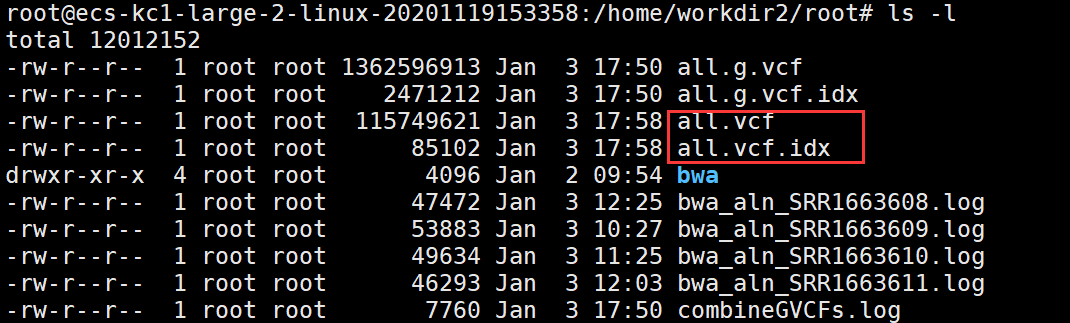 root@ecs-kc1-large-2-linux-20201119153358:/home/workdir2/root# ls -l
total 12012152
-rw-r--r--  1 root root 1362596913 Jan  3 17:50 all.g.vcf
-rw-r--r--  1 root root    2471212 Jan  3 17:50 all.g.vcf.idx
-rw-r--r--  1 root root  115749621 Jan  3 17:58 all.vcf
-rw-r--r--  1 root root      85102 Jan  3 17:58 all.vcf.idx
drwxr-xr-x  4 root root       4096 Jan  2 09:54 bwa
-rw-r--r--  1 root root      47472 Jan  3 12:25 bwa_aln_SRR1663608.log
-rw-r--r--  1 root root      53883 Jan  3 10:27 bwa_aln_SRR1663609.log
-rw-r--r--  1 root root      49634 Jan  3 11:25 bwa_aln_SRR1663610.log
-rw-r--r--  1 root root      46293 Jan  3 12:03 bwa_aln_SRR1663611.log
-rw-r--r--  1 root root       7760 Jan  3 17:50 combineGVCFs.log